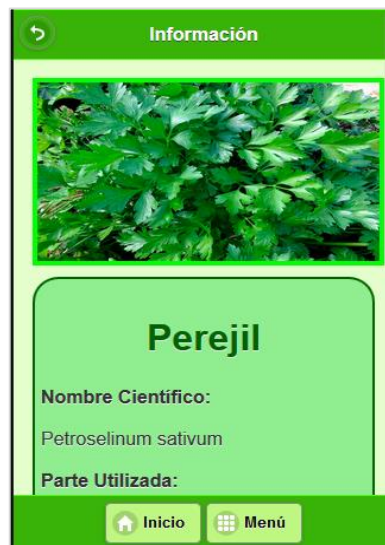 Información
Perejil
Nombre Científico:
Petroselinum sativum
Parte Utilizada:
Inicio
Menú